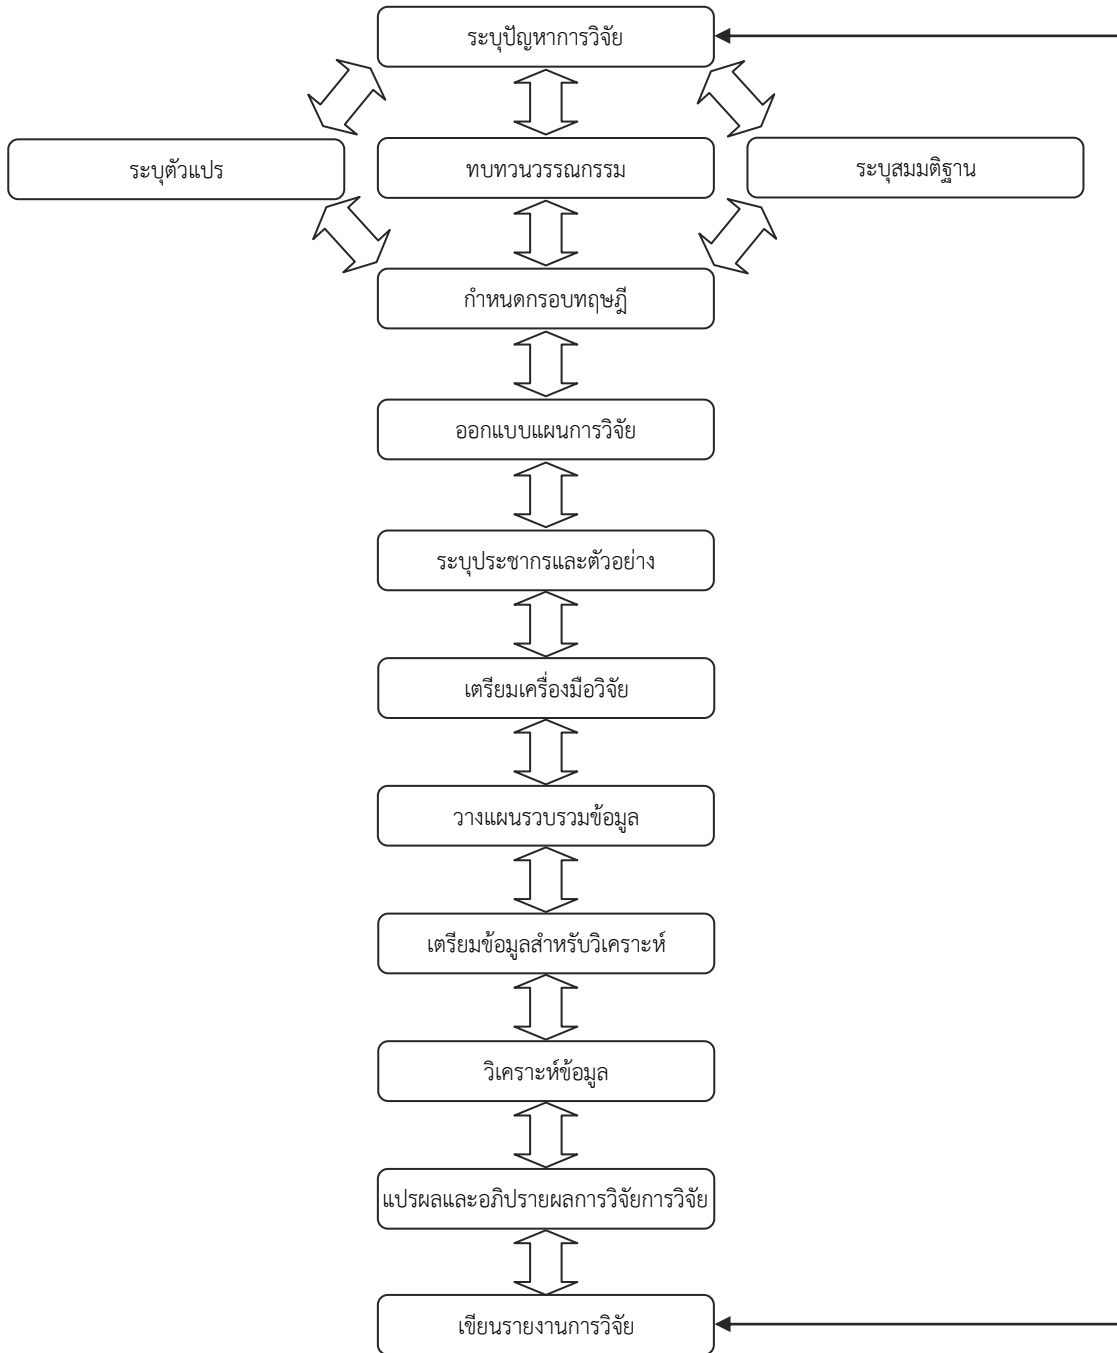 ระบุปัญหาการวิจัย
ระบุตัวแปร
ทบทวนวรรณกรรม
ระบุสมมติฐาน
กำหนดกรอบทฤษฎี
ออกแบบแผนการวิจัย
ระบุประชากรและตัวอย่าง
เตรียมเครื่องมือวิจัย
วางแผนรวบรวมข้อมูล
เตรียมข้อมูลสำหรับวิเคราะห์
วิเคราะห์ข้อมูล
แปรผลและอภิปรายผลการวิจัยการวิจัย
เขียนรายงานการวิจัย